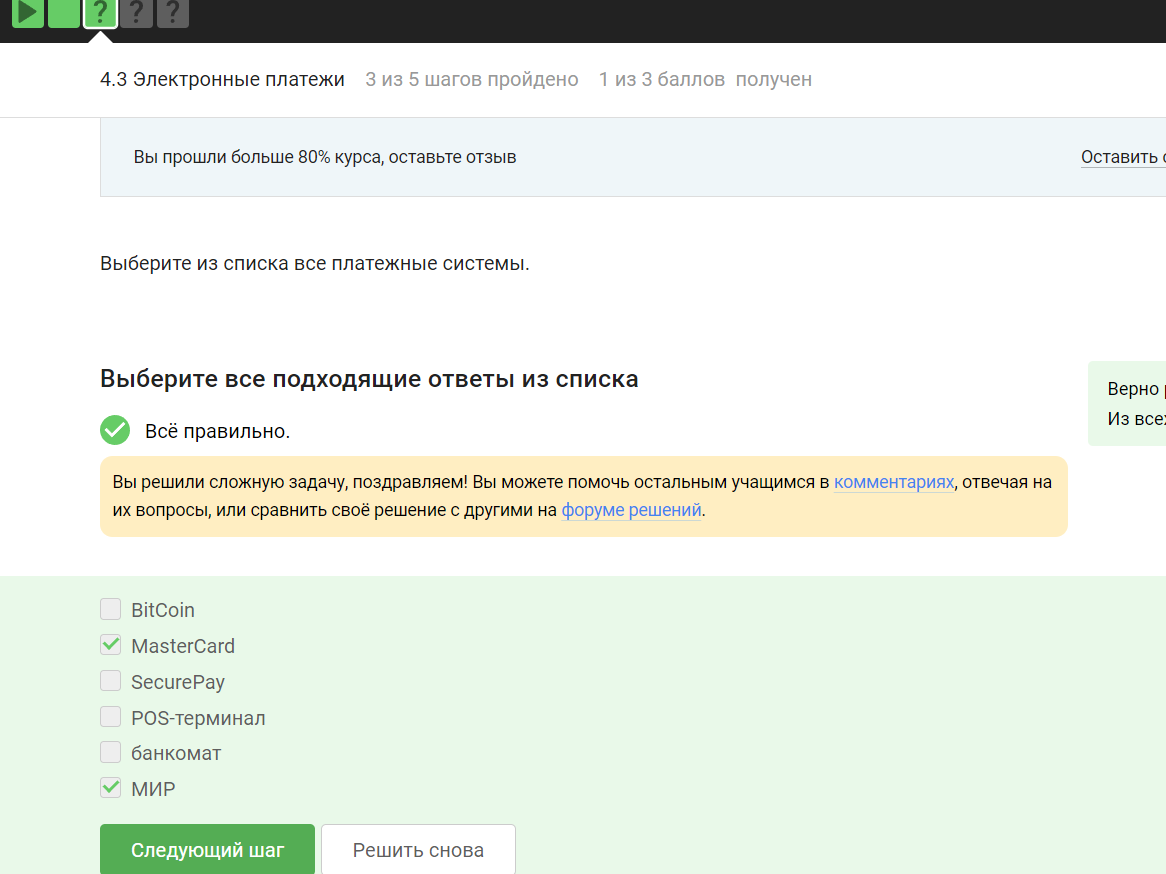 ? ? ?
4.3 Электронные платежи 3 из 5 шагов пройдено 1 из 3 баллов получен
Вы прошли больше 80% курса, оставьте отзыв
Оставить
Выберите из списка все платежные системы.
Выберите все подходящие ответы из списка
Верно
Из всех
Всё правильно.
Вы решили сложную задачу, поздравляем! Вы можете помочь остальным учащимся в комментариях, отвечая на
их вопросы, или сравнить своё решение с другими на форуме решений.
BitCoin
MasterCard
SecurePay
POS-терминал
банкомат
МИР
Следующий шаг
Решить снова